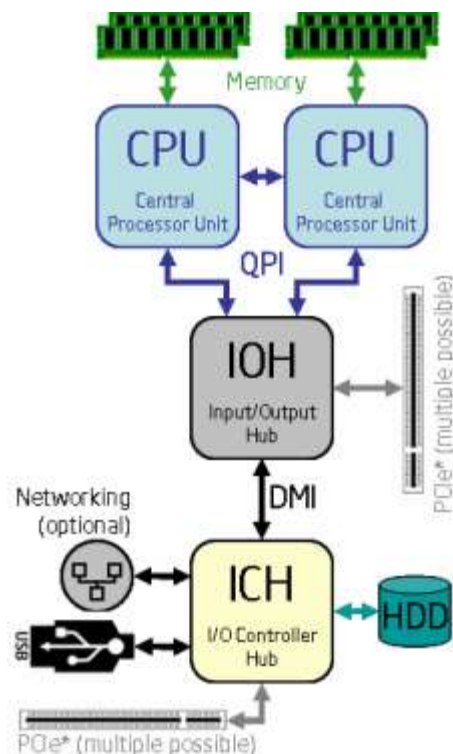 Memory
CPU
Central
Processor Unit
CPU
Central
Processor Unit
QPI
IOH
Input/Output
Hub
PCIe* (multiple possible)
DMI
Networking
(optional)
ICH
I/O Controller
Hub
HDD
USB
PCIe* (multiple possible)